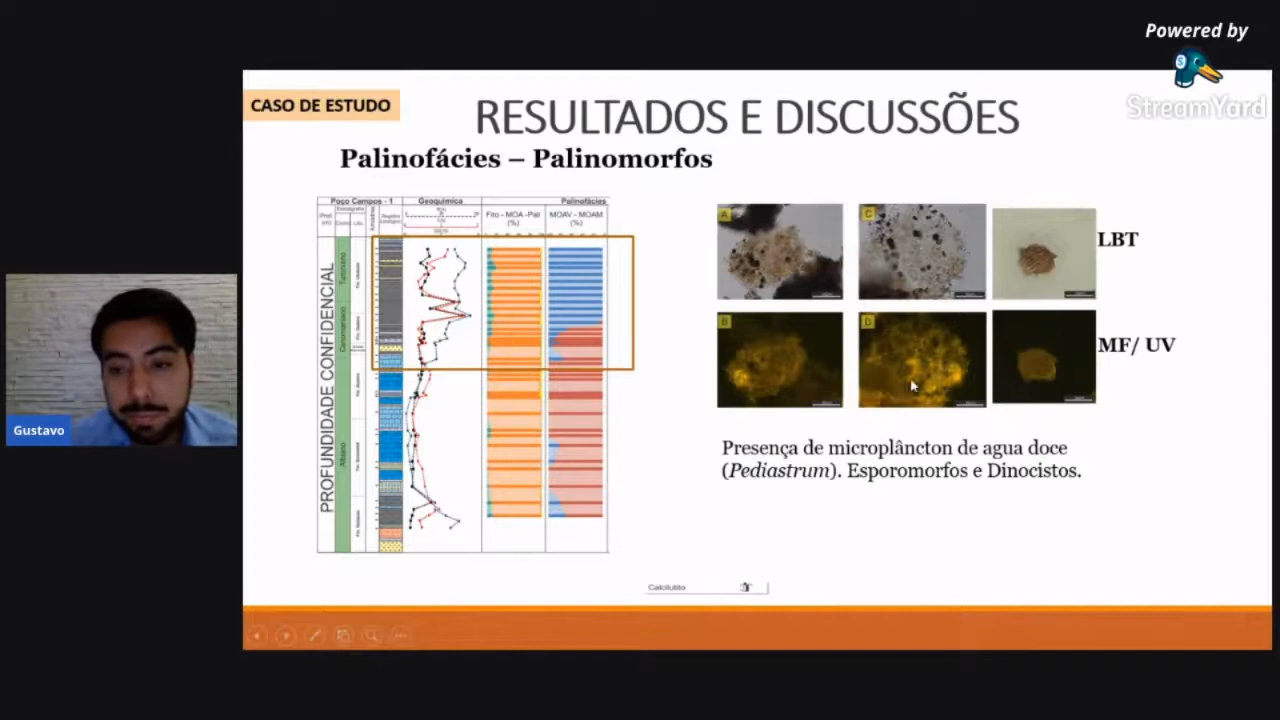 Powered by
StreamYard
CASO DE ESTUDO
RESULTADOS E DISCUSSÕES
Palinofácies – Palinomorfos
Poço Campos - 1
Geoquímica
Palinofácies
Fito - MOA - Pali
(%)
MOAV - MOAM
(%)
PROFUNDIDADE CONFIDENCIAL
Turoniano
Cenomaniano
Albiano
A
C
LBT
B
D
MF/ UV
Presença de microplâncton de agua doce
(Pediastrum). Esporomorfos e Dinocistos.
Calcilutito
Gustavo